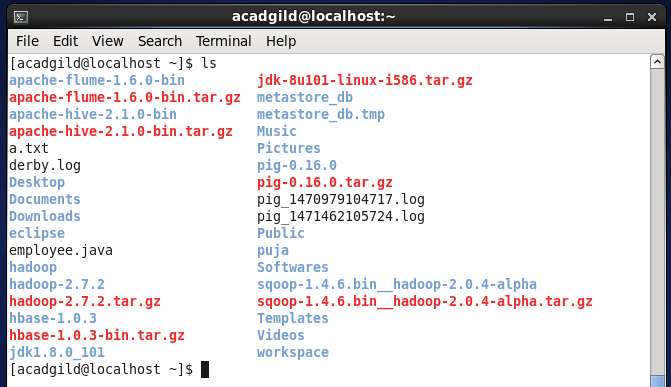 acadgild@localhost:~
File Edit View Search Terminal Help
[acadgild@localhost ~]$ ls
apache-flume-1.6.0-bin jdk-8u101-linux-i586.tar.gz
apache-flume-1.6.0-bin.tar.gz metastore_db
apache-hive-2.1.0-bin metastore_db.tmp
apache-hive-2.1.0-bin.tar.gz Music
a.txt Pictures
derby.log pig-0.16.0
Desktop pig-0.16.0.tar.gz
Documents pig_1470979104717.log
Downloads pig_1471462105724.log
eclipse Public
employee.java puja
hadoop Softwares
hadoop-2.7.2 sqoop-1.4.6.bin__hadoop-2.0.4-alpha
hadoop-2.7.2.tar.gz sqoop-1.4.6.bin__hadoop-2.0.4-alpha.tar.gz
hbase-1.0.3 Templates
hbase-1.0.3-bin.tar.gz Videos
jdk1.8.0_101 workspace
[acadgild@localhost ~]$